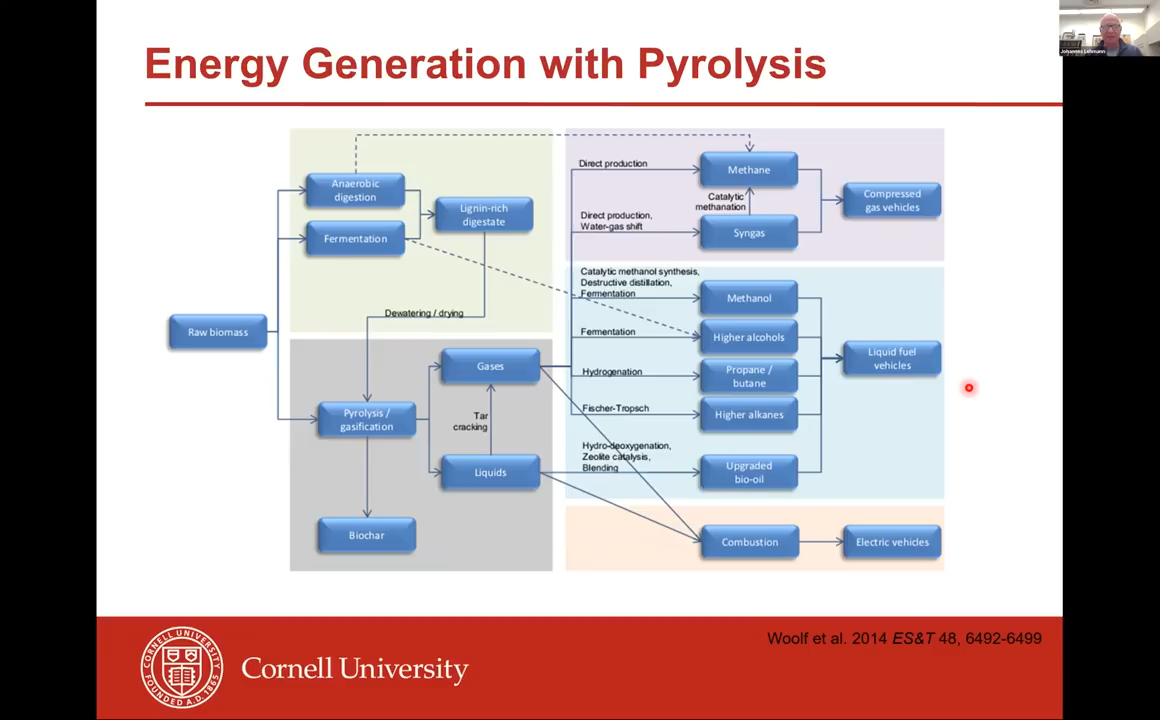 Johannes Lehmann
Energy Generation with Pyrolysis
Raw biomass
Anaerobic
digestion
Fermentation
Lignin-rich
digestate
Dewatering / drying
Pyrolysis /
gasification
Gases
Tar
cracking
Liquids
Biochar
Direct production
Methane
Catalytic
methanation
Direct production,
Water-gas shift
Syngas
Compressed
gas vehicles
Catalytic methanol synthesis,
Destructive distillation,
Fermentation
Methanol
Fermentation
Higher alcohols
Hydrogenation
Propane /
butane
Fischer-Tropsch
Higher alkanes
Liquid fuel
vehicles
Hydro-deoxygenation,
Zeolite catalysis,
Blending
Upgraded
bio-oil
Combustion
Electric vehicles
CORNELL UNIVERSITY
FOUNDED A.D. 1865
Cornell University
Woolf et al. 2014 ES&T 48, 6492-6499